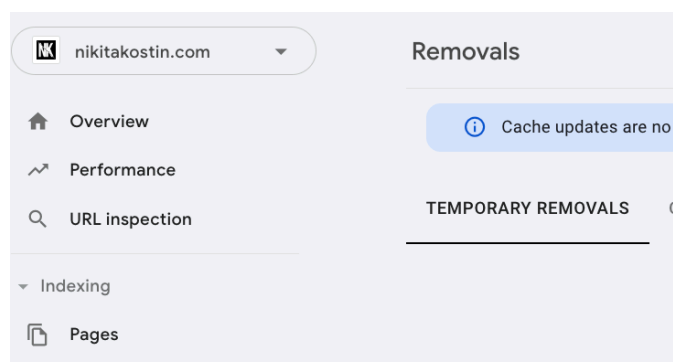 NK nikitakostin.com
Removals
Overview
Cache updates are no
Performance
TEMPORARY REMOVALS
URL inspection
Indexing
Pages